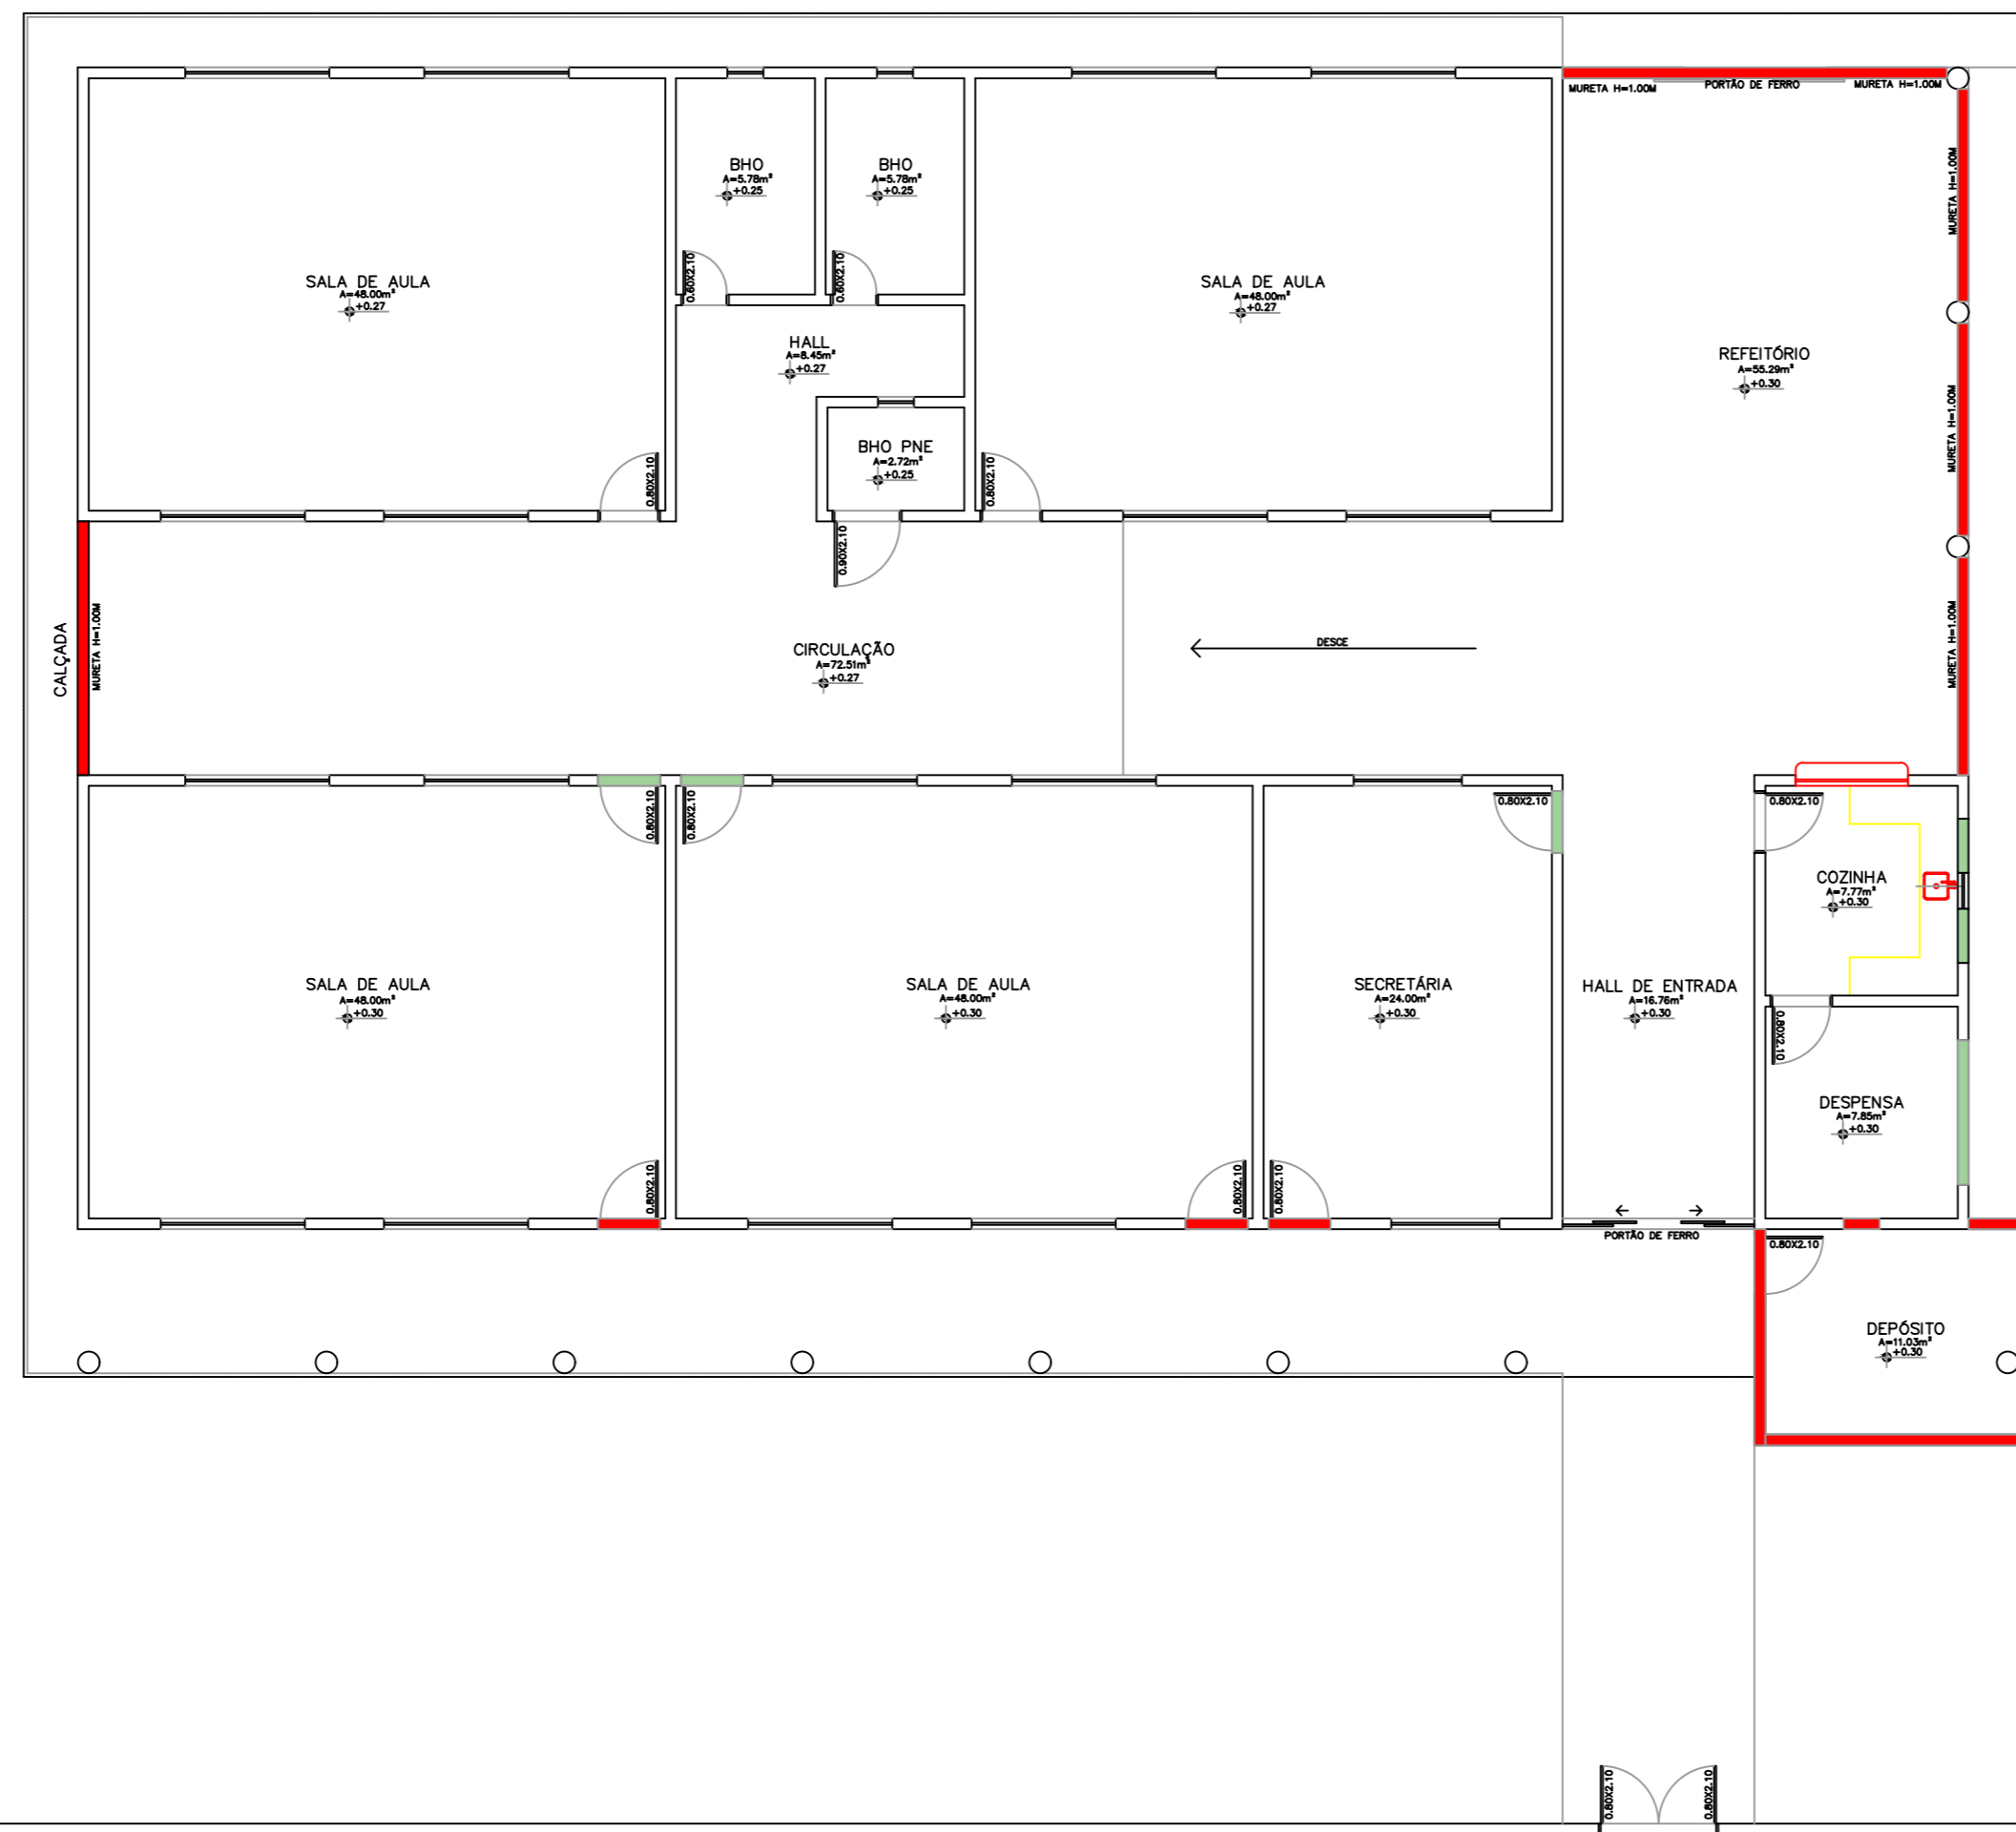 MURETA H=1.00M
PORTÃO DE FERRO
MURETA H=1.00M
BHO
A=5.78m²
+0.25
BHO
A=5.78m²
+0.25
MURETA H=1.00M
0.60X2.10
0.60X2.10
SALA DE AULA
A=48.00m²
+0.27
SALA DE AULA
A=48.00m²
+0.27
HALL
A=8.45m²
+0.27
REFEITÓRIO
A=55.29m²
+0.30
MURETA H=1.00M
BHO PNE
A=2.72m²
+0.25
0.80X2.10
0.80X2.10
0.90X2.10
CALÇADA
MURETA H=1.00M
CIRCULAÇÃO
A=72.51m²
+0.27
DESCE
MURETA H=1.00M
0.80X2.10
0.80X2.10
0.80X2.10
0.80X2.10
COZINHA
A=7.77m²
+0.30
SALA DE AULA
A=48.00m²
+0.30
SALA DE AULA
A=48.00m²
+0.30
SECRETÁRIA
A=24.00m²
+0.30
HALL DE ENTRADA
A=16.76m²
+0.30
0.80X2.10
DESPENSA
A=7.85m²
+0.30
0.80X2.10
0.80X2.10
0.80X2.10
PORTÃO DE FERRO
0.80X2.10
DEPÓSITO
A=11.03m²
+0.30
0.80X2.10
0.80X2.10